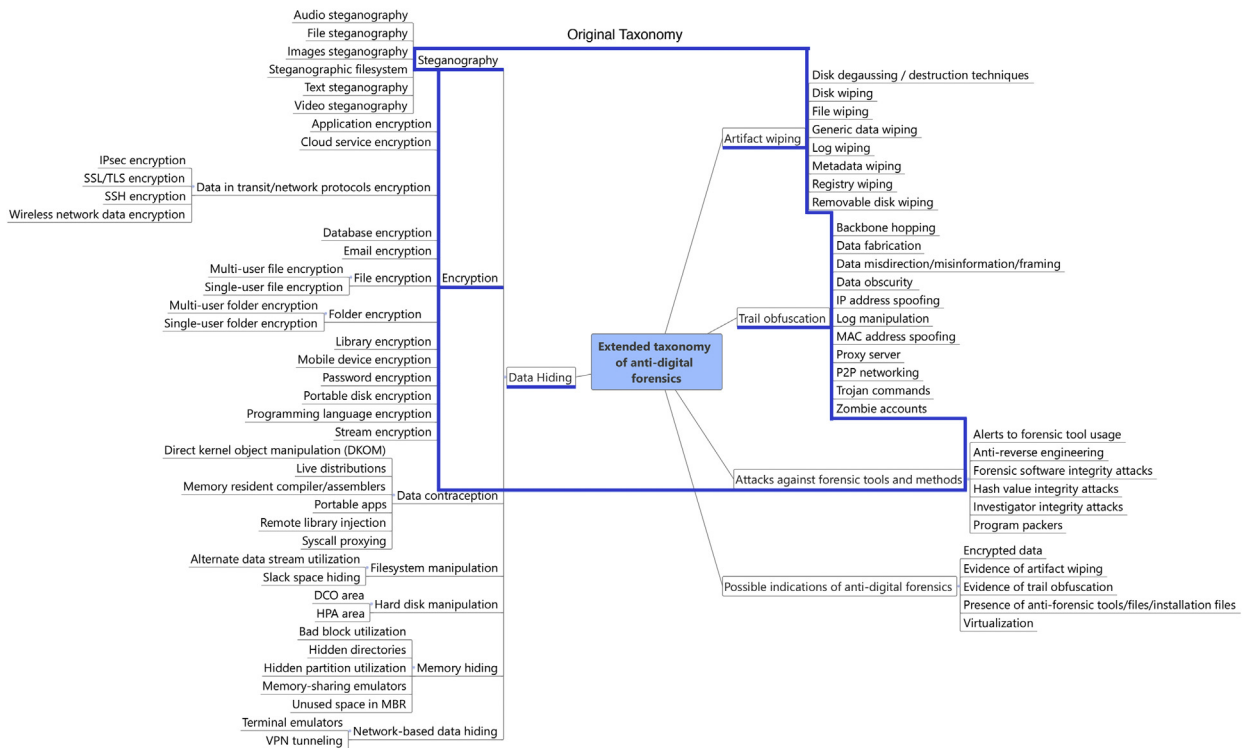 Original Taxonomy
Audio steganography
File steganography
Images steganography
Steganographic filesystem
Text steganography
Video steganography
Steganography
Application encryption
Cloud service encryption
IPsec encryption
SSL/TLS encryption
SSH encryption
Wireless network data encryption
Data in transit/network protocols encryption
Database encryption
Email encryption
Multi-user file encryption
Single-user file encryption
File encryption
Multi-user folder encryption
Single-user folder encryption
Folder encryption
Library encryption
Mobile device encryption
Password encryption
Portable disk encryption
Programming language encryption
Stream encryption
Encryption
Direct kernel object manipulation (DKOM)
Live distributions
Memory resident compiler/assemblers
Portable apps
Remote library injection
Syscall proxying
Data contraception
Alternate data stream utilization
Slack space hiding
Filesystem manipulation
DCO area
HPA area
Hard disk manipulation
Bad block utilization
Hidden directories
Hidden partition utilization
Memory-sharing emulators
Unused space in MBR
Memory hiding
Terminal emulators
VPN tunneling
Network-based data hiding
Data Hiding
Extended taxonomy
of anti-digital
forensics
Artifact wiping
Disk degaussing / destruction techniques
Disk wiping
File wiping
Generic data wiping
Log wiping
Metadata wiping
Registry wiping
Removable disk wiping
Trail obfuscation
Backbone hopping
Data fabrication
Data misdirection/misinformation/framing
Data obscurity
IP address spoofing
Log manipulation
MAC address spoofing
Proxy server
P2P networking
Trojan commands
Zombie accounts
Attacks against forensic tools and methods
Alerts to forensic tool usage
Anti-reverse engineering
Forensic software integrity attacks
Hash value integrity attacks
Investigator integrity attacks
Program packers
Possible indications of anti-digital forensics
Encrypted data
Evidence of artifact wiping
Evidence of trail obfuscation
Presence of anti-forensic tools/files/installation files
Virtualization